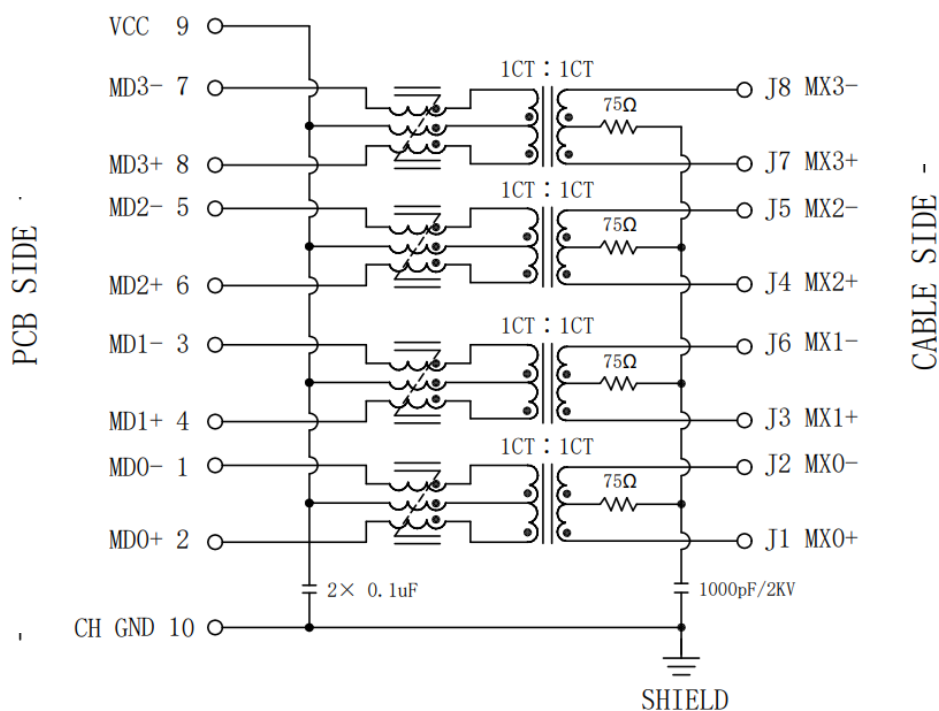 VCC 9
1CT : 1CT
MD3- 7
75Ω
J8 MX3-
MD3+ 8
J7 MX3+
1CT : 1CT
MD2- 5
75Ω
J5 MX2-
MD2+ 6
J4 MX2+
PCB SIDE
CABLE SIDE
1CT : 1CT
MD1- 3
75Ω
J6 MX1-
MD1+ 4
J3 MX1+
1CT : 1CT
MD0- 1
75Ω
J2 MX0-
MD0+ 2
J1 MX0+
2× 0.1uF
1000pF/2KV
CH GND 10
SHIELD